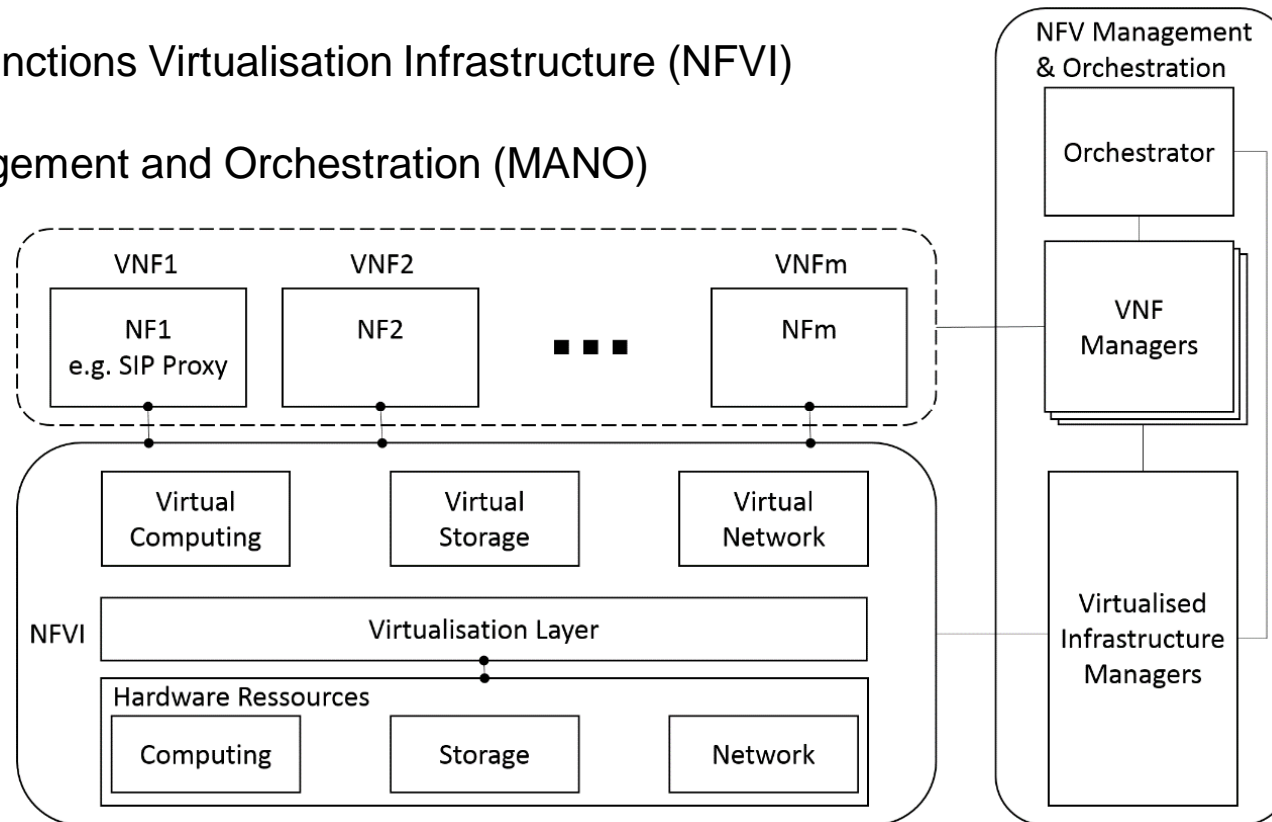 nctions Virtualisation Infrastructure (NFVI)
gement and Orchestration (MANO)
NFV Management
& Orchestration
Orchestrator
VNF
Managers
Virtualised
Infrastructure
Managers
VNF1
VNF2
VNFm
NF1
e.g. SIP Proxy
NF2
NFm
Virtual
Computing
Virtual
Storage
Virtual
Network
NFVI
Virtualisation Layer
Hardware Ressources
Computing
Storage
Network